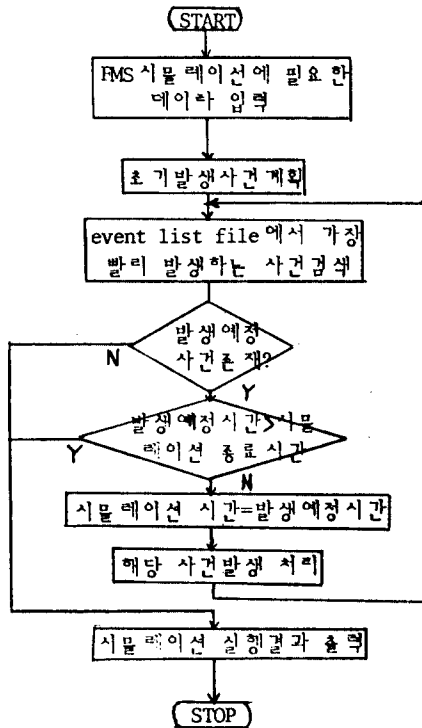 START
FMS 시뮬레이션에 필요한
데이타 입력
초기발생사건계획
event list file에서 가장
빨리 발생하는 사건검색
발생예정
사건존재?
N
Y
발생예정시간>시뮬
레이션 종료시간
Y
N
시뮬레이션 시간=발생예정시간
해당 사건발생 처리
시뮬레이션 실행결과 출력
STOP